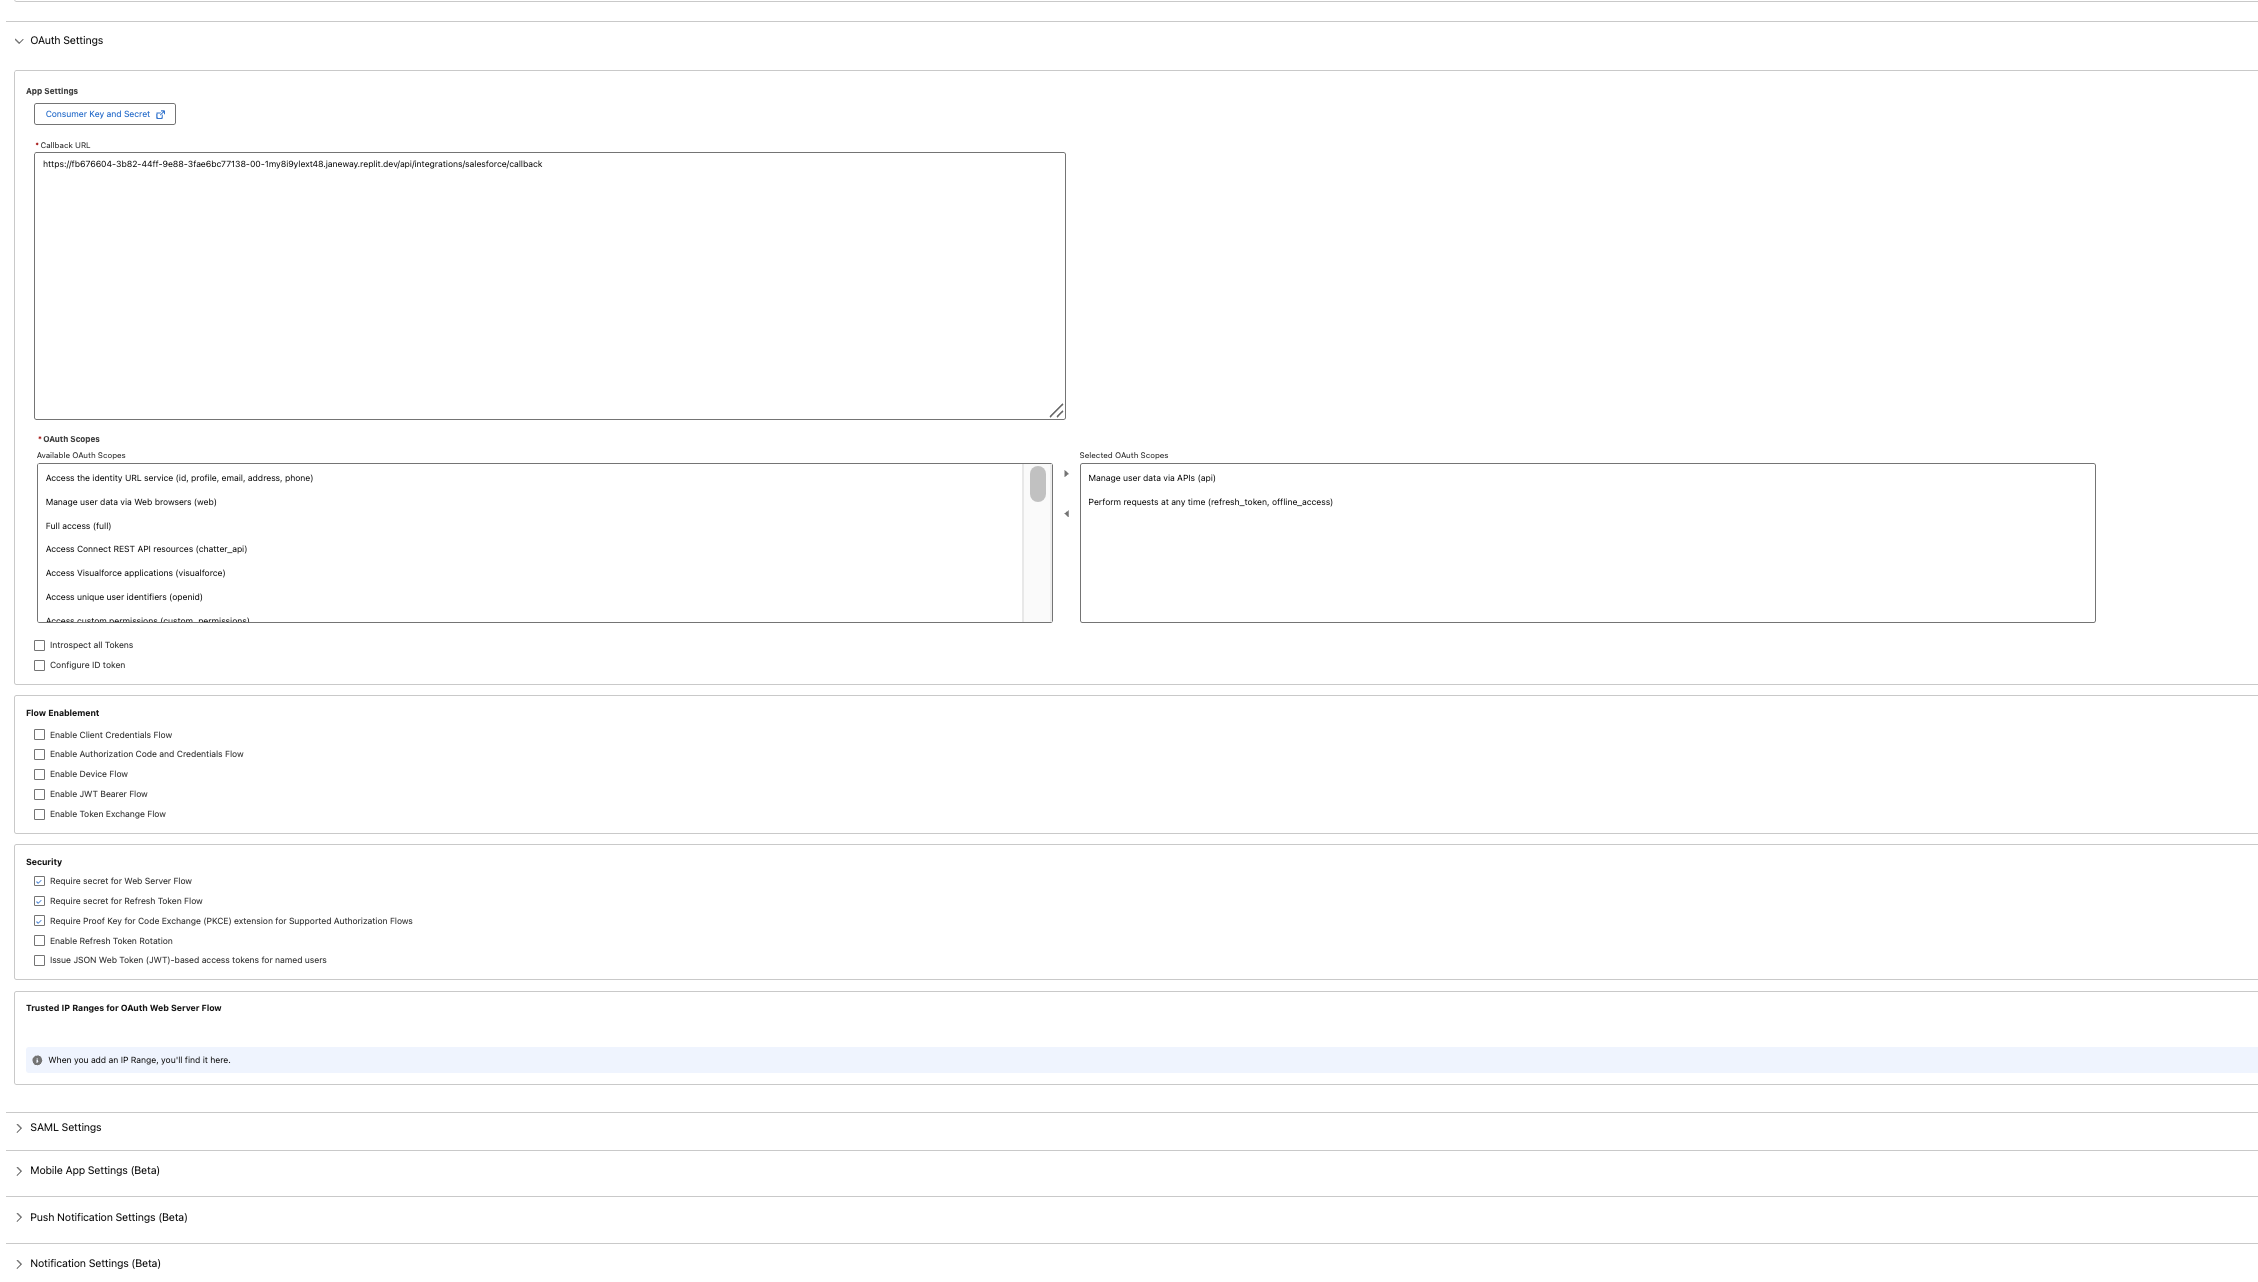 OAuth Settings
App Settings
Consumer Key and Secret
* Callback URL
https://fb676604-3b82-44ff-9e88-3fae6bc77138-00-1my8i9ylext48.janeway.replit.dev/api/integrations/salesforce/callback
* OAuth Scopes
Available OAuth Scopes
Access the identity URL service (id, profile, email, address, phone)
Manage user data via Web browsers (web)
Full access (full)
Access Connect REST API resources (chatter_api)
Access Visualforce applications (visualforce)
Access unique user identifiers (openid)
Access custom permissions (custom_permissions)
Selected OAuth Scopes
Manage user data via APIs (api)
Perform requests at any time (refresh_token, offline_access)
Introspect all Tokens
Configure ID token
Flow Enablement
Enable Client Credentials Flow
Enable Authorization Code and Credentials Flow
Enable Device Flow
Enable JWT Bearer Flow
Enable Token Exchange Flow
Security
Require secret for Web Server Flow
Require secret for Refresh Token Flow
Require Proof Key for Code Exchange (PKCE) extension for Supported Authorization Flows
Enable Refresh Token Rotation
Issue JSON Web Token (JWT)-based access tokens for named users
Trusted IP Ranges for OAuth Web Server Flow
When you add an IP Range, you'll find it here.
SAML Settings
Mobile App Settings (Beta)
Push Notification Settings (Beta)
Notification Settings (Beta)